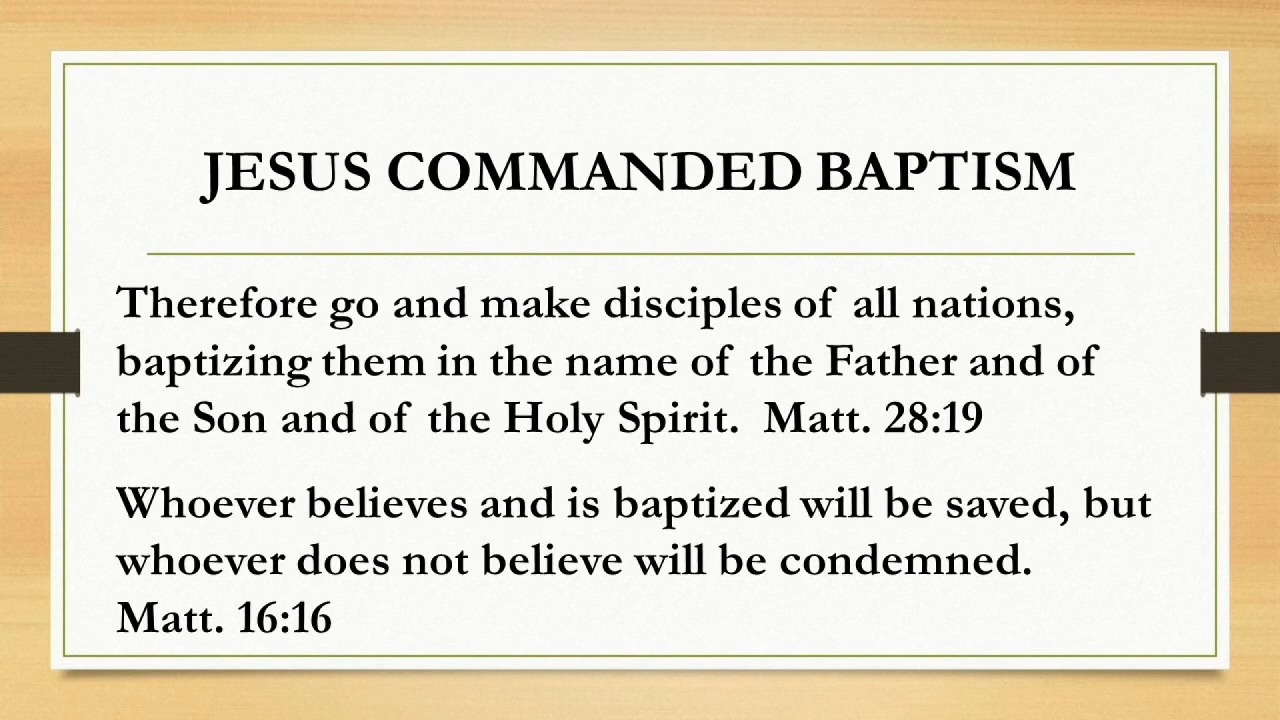 JESUS COMMANDED BAPTISM
Therefore go and make disciples of all nations,
baptizing them in the name of the Father and of
the Son and of the Holy Spirit.  Matt. 28:19
Whoever believes and is baptized will be saved, but
whoever does not believe will be condemned.
Matt. 16:16